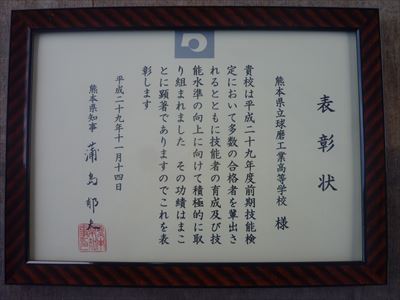 表彰状
熊本県立球磨工業高等学校 様
貴校は平成二十九年度前期技能検
定において多数の合格者を輩出さ
れるとともに技能者の育成及び技
能水準の向上に向けて積極的に取
り組まれました その功績はまこ
とに顕著でありますのでこれを表
彰します
平成二十九年十一月十四日
熊本県知事 蒲島郁夫